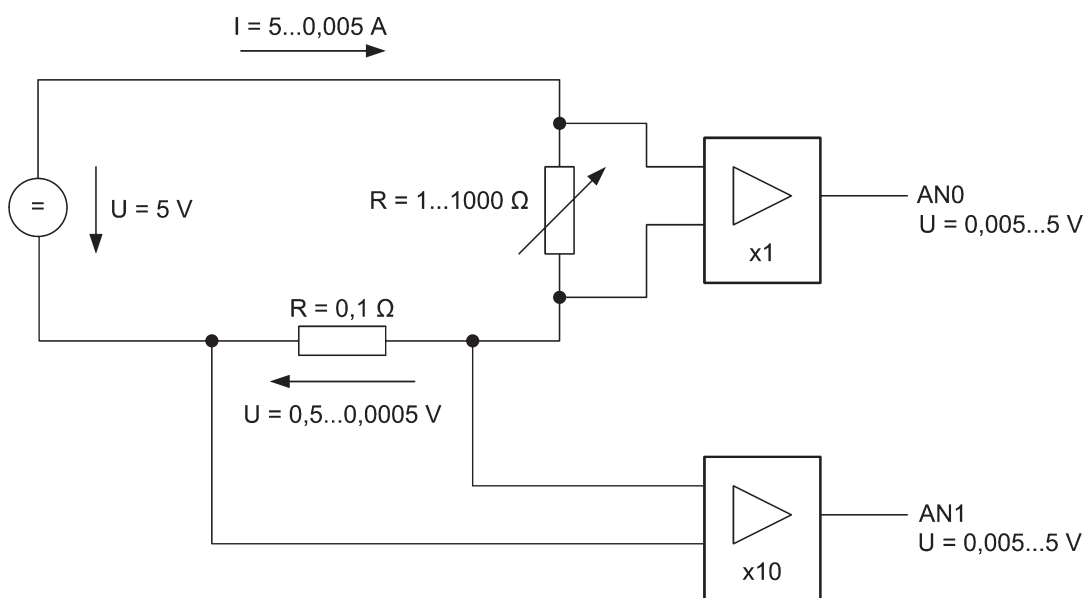 I = 5...0,005 A
=
U = 5 V
R = 1...1000 Ω
AN0
U = 0,005...5 V
x1
R = 0,1 Ω
U = 0,5...0,0005 V
AN1
U = 0,005...5 V
x10